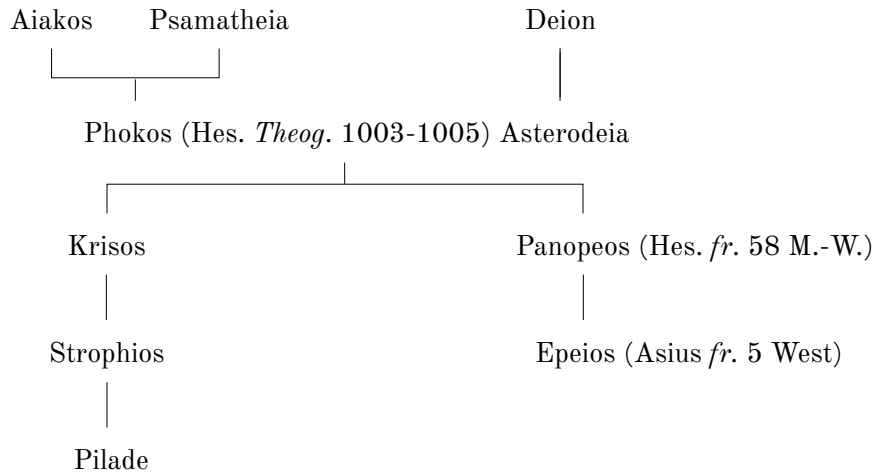 Aiakos Psamatheia Deion
Phokos (Hes. Theog. 1003-1005) Asterodeia
Krisos Panopeos (Hes. fr. 58 M.-W.)
Strophios Epeios (Asius fr. 5 West)
Pilade